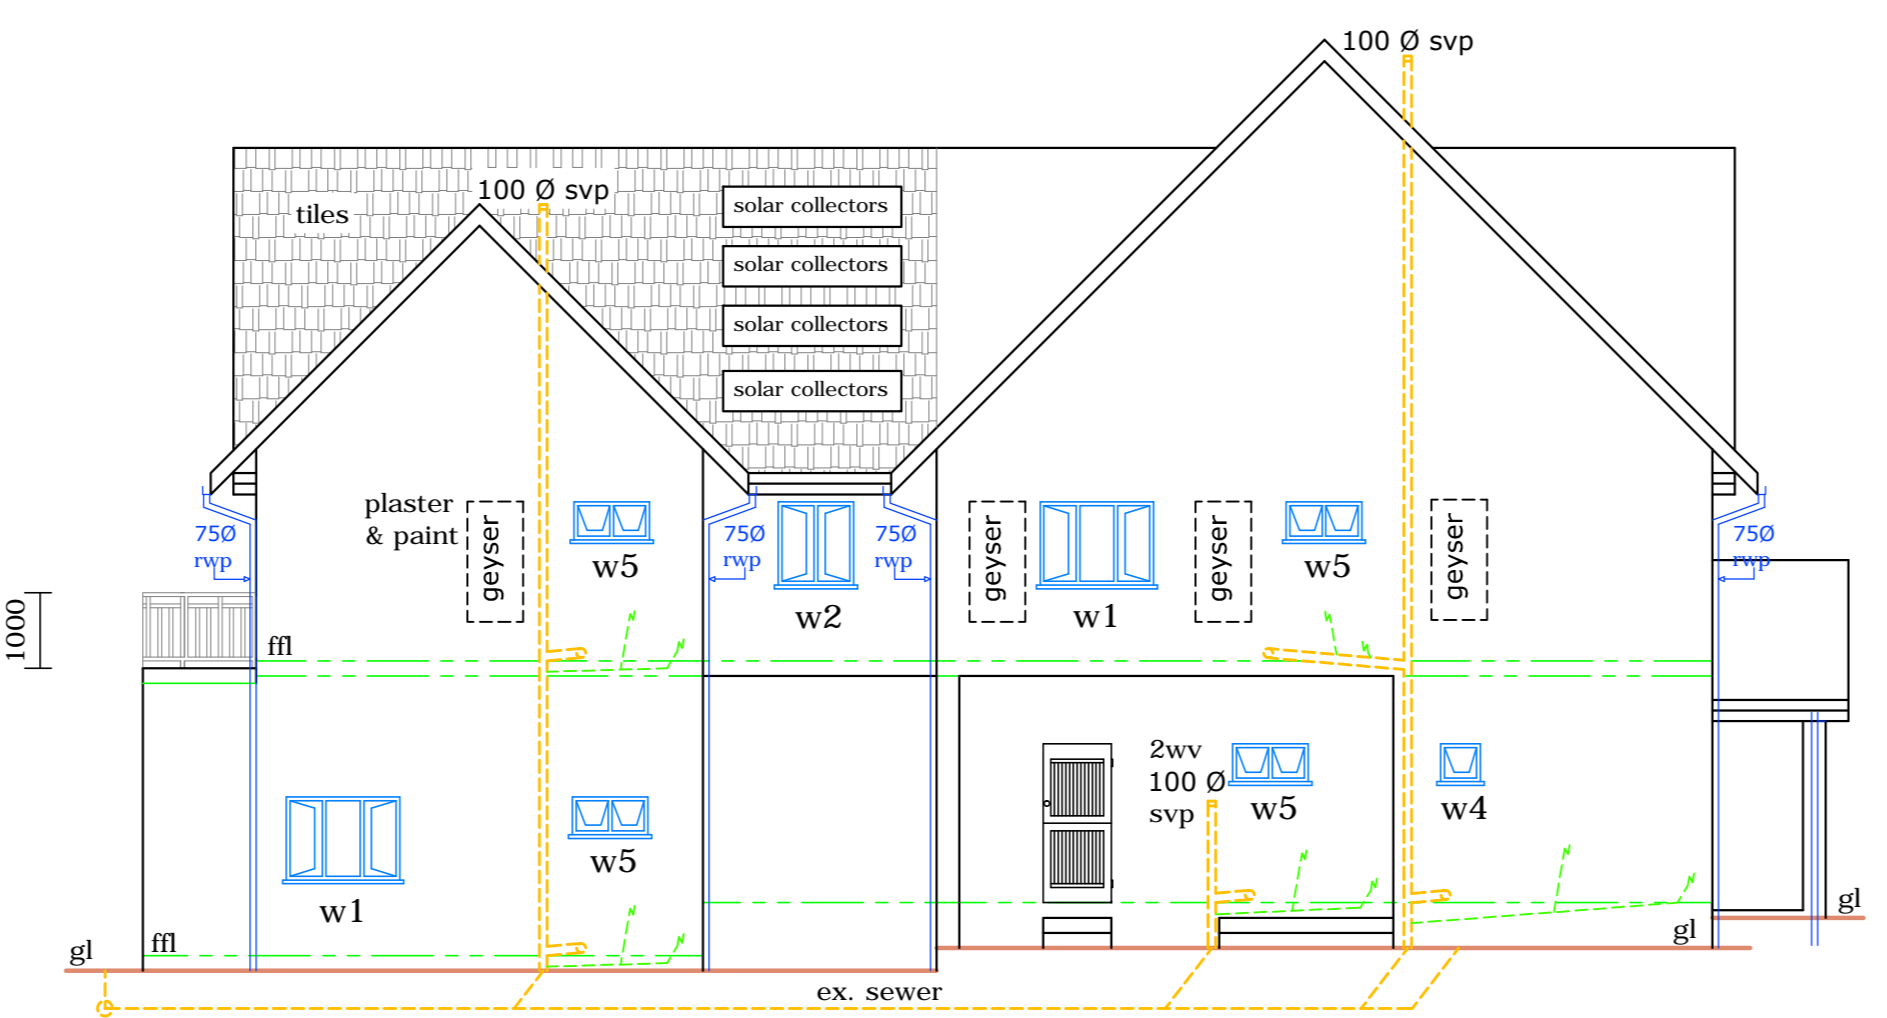 100 Ø svp
100 Ø svp
tiles
solar collectors
solar collectors
solar collectors
solar collectors
plaster
& paint
geyser
w5
75Ø
rwp
75Ø
rwp
w2
75Ø
rwp
geyser
w1
geyser
w5
geyser
75Ø
rwp
1000
ffl
2wv
100 Ø
svp
w5
w4
w1
w5
gl
ffl
gl
gl
ex. sewer